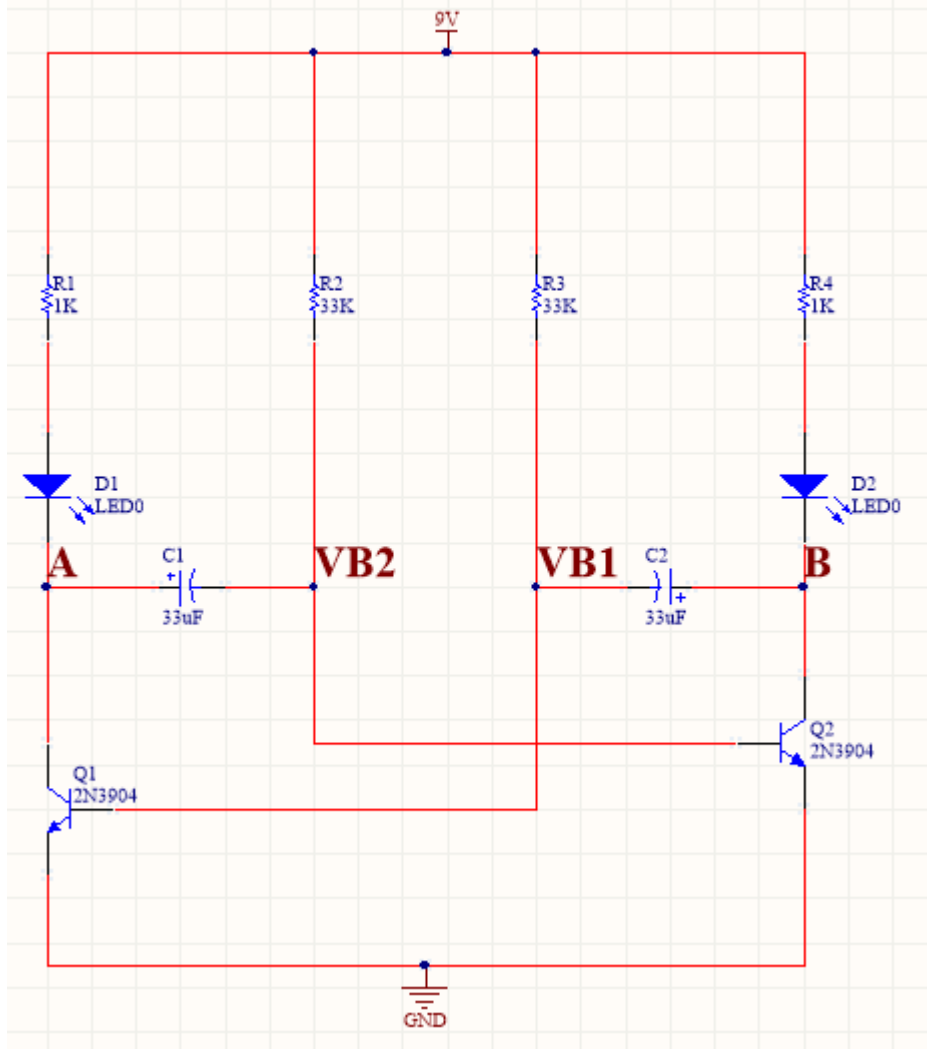 9V
R1
1K
R2
33K
R3
33K
R4
1K
D1
LED0
D2
LED0
A
C1
33uF
VB2
VB1
C2
33uF
B
Q2
2N3904
Q1
2N3904
GND